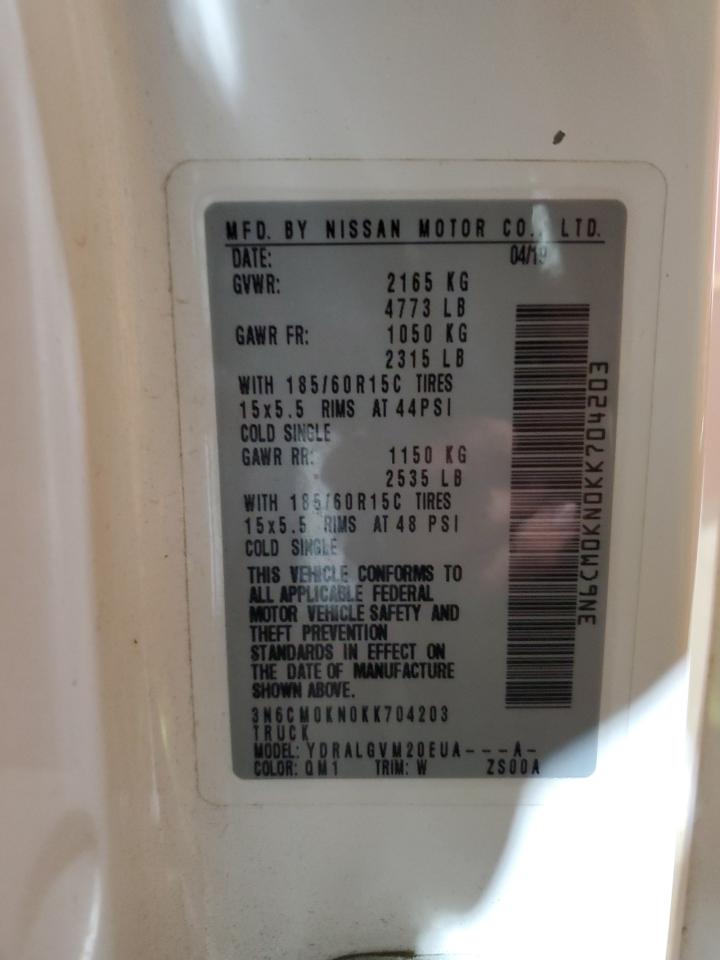 MFD. BY NISSAN MOTOR CO., LTD.
DATE: 04/19
GVWR: 2165 KG
4773 LB
GAWR FR: 1050 KG
2315 LB
WITH 185/60R15C TIRES
15x5.5 RIMS AT 44PSI
COLD SINGLE
GAWR RR: 1150 KG
2535 LB
WITH 185/60R15C TIRES
15x5.5 RIMS AT 48 PSI
COLD SINGLE
THIS VEHICLE CONFORMS TO
ALL APPLICABLE FEDERAL
MOTOR VEHICLE SAFETY AND
THEFT PREVENTION
STANDARDS IN EFFECT ON
THE DATE OF MANUFACTURE
SHOWN ABOVE.
3N6CM0KN0KK704203
TRUCK
MODEL: YDRALGVM20EUA---A-
COLOR: QM1 TRIM: W ZS00A
3N6CM0KN0KK704203